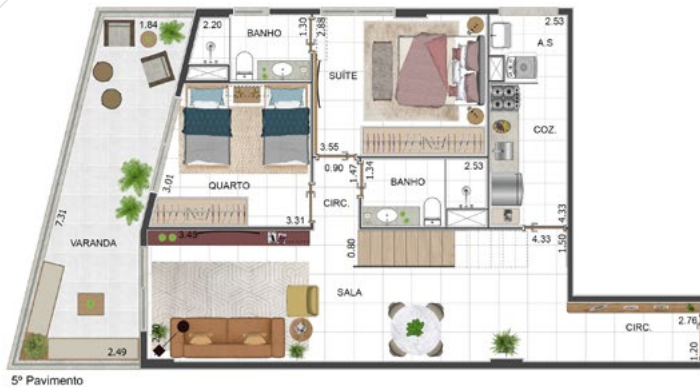 1.84
2.20
BANHO
1.30
2.88
2.53
A.S
SUÍTE
COZ.
3.55
0.90
1.47
1.34
2.53
BANHO
3.01
QUARTO
3.31
CIRC.
4.33
4.33
1.50
7.31
VARANDA
3.45
0.80
SALA
2.76
CIRC.
1.20
2.49
5º Pavimento